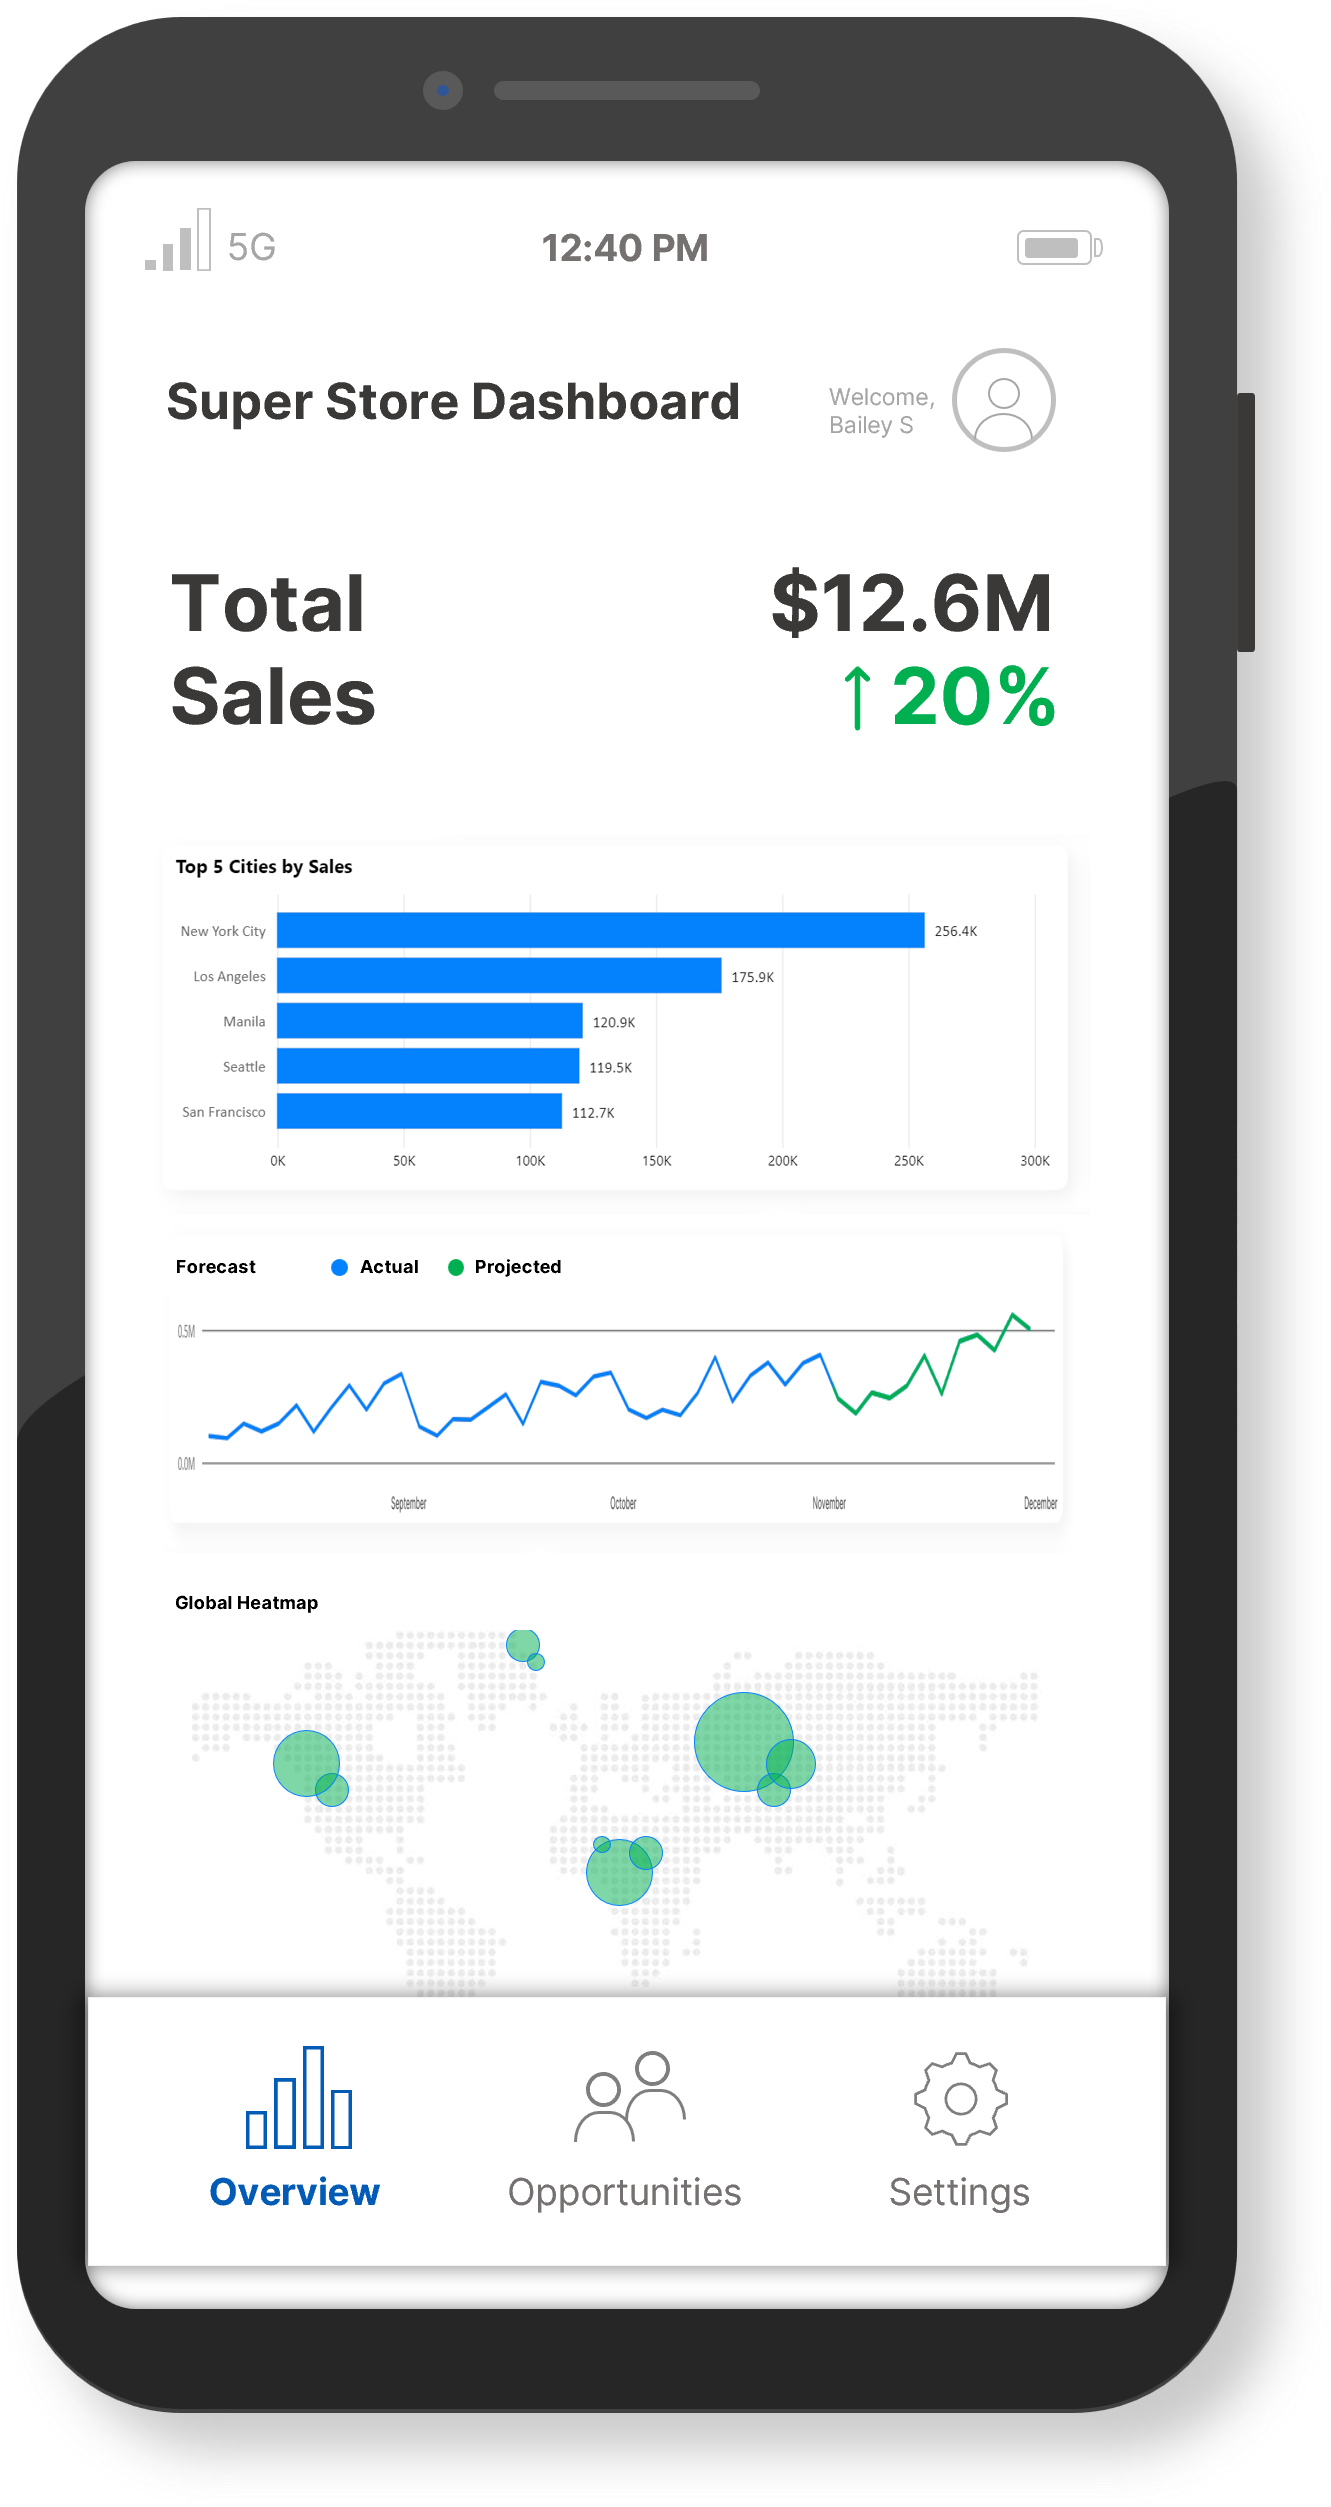 5G
12:40 PM
Super Store Dashboard
Welcome,
Bailey S
Total
Sales
$12.6M
↑ 20%
Top 5 Cities by Sales
New York City
256.4K
Los Angeles
175.9K
Manila
120.9K
Seattle
119.5K
San Francisco
112.7K
0K 50K 100K 150K 200K 250K 300K
Forecast Actual Projected
0.5M
0.0M
September October November December
Global Heatmap
Overview Opportunities Settings